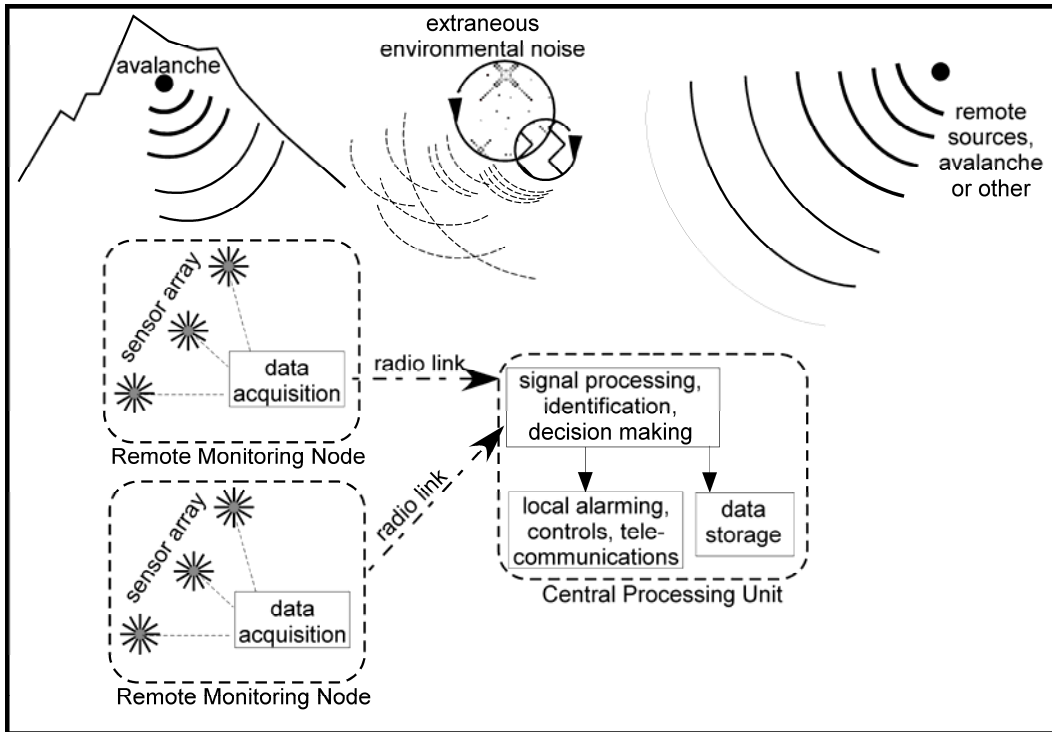 avalanche
extraneous
environmental noise
remote
sources,
avalanche
or other
sensor array
data
acquisition
Remote Monitoring Node
radio link
signal processing,
identification,
decision making
local alarming,
controls, tele-
communications
data
storage
Central Processing Unit
sensor array
data
acquisition
Remote Monitoring Node
radio link